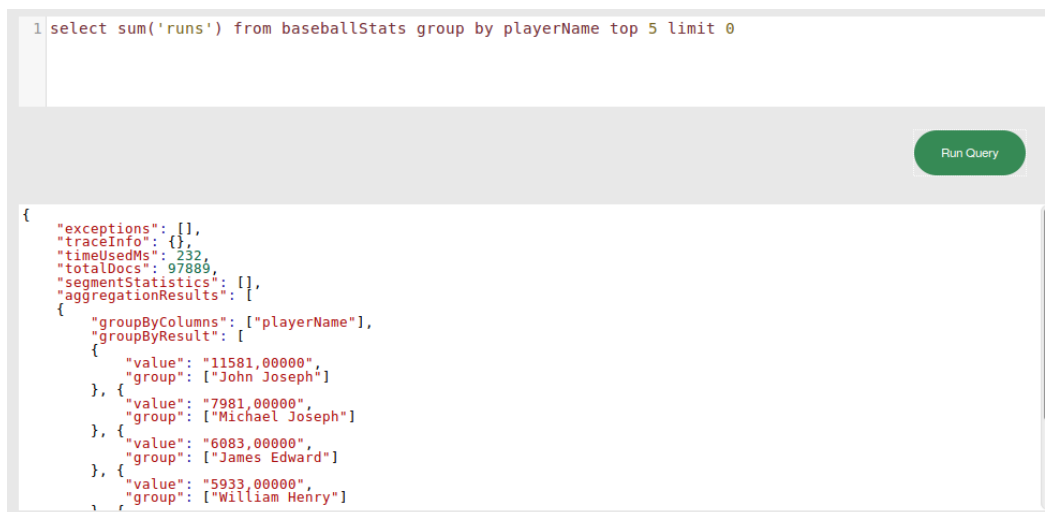 1 select sum('runs') from baseballStats group by playerName top 5 limit 0
Run Query
{
"exceptions": [],
"traceInfo": {},
"timeUsedMs": 232,
"totalDocs": 97889,
"segmentStatistics": [],
"aggregationResults": [
{
"groupByColumns": ["playerName"],
"groupByResult": [
{
"value": "11581,00000",
"group": ["John Joseph"]
}, {
"value": "7981,00000",
"group": ["Michael Joseph"]
}, {
"value": "6083,00000",
"group": ["James Edward"]
}, {
"value": "5933,00000",
"group": ["William Henry"]
}, {